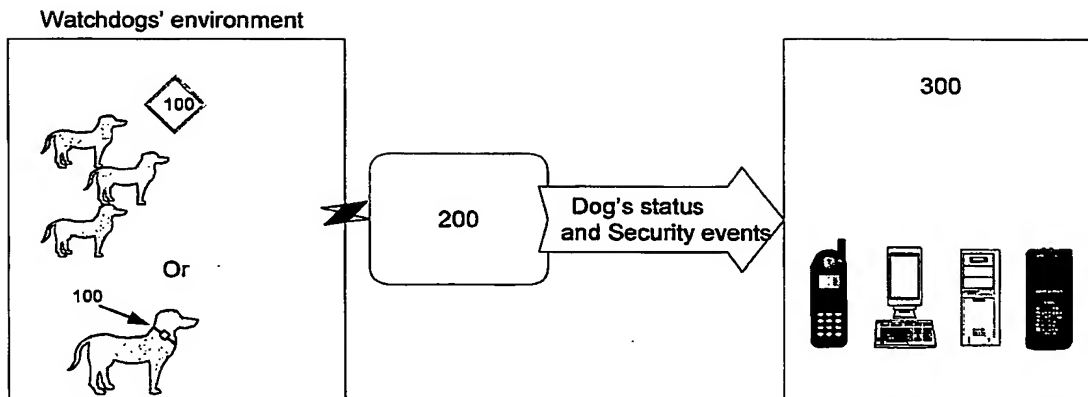 Watchdogs' environment
100
Or
100
200
Dog's status
and Security events
300